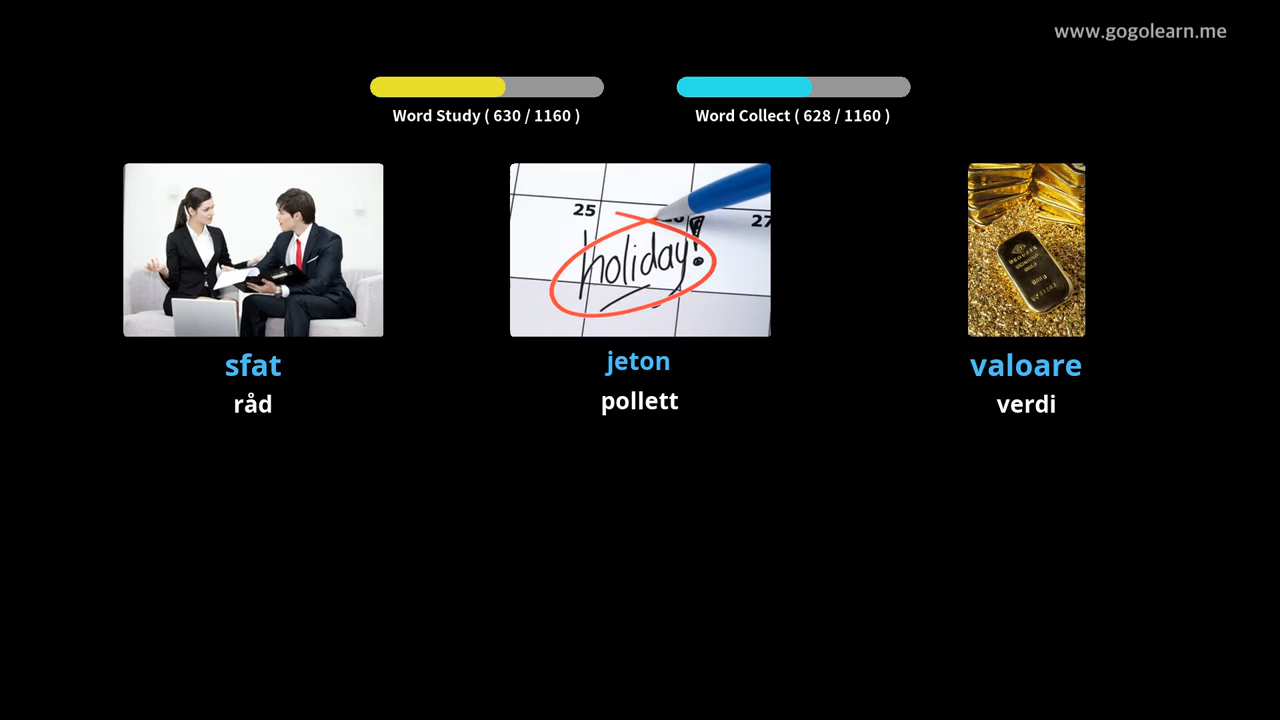 www.gogolearn.me
Word Study ( 630 / 1160 )
Word Collect ( 628 / 1160 )
25
27
holiday!
sfat
jeton
valoare
råd
pollett
verdi